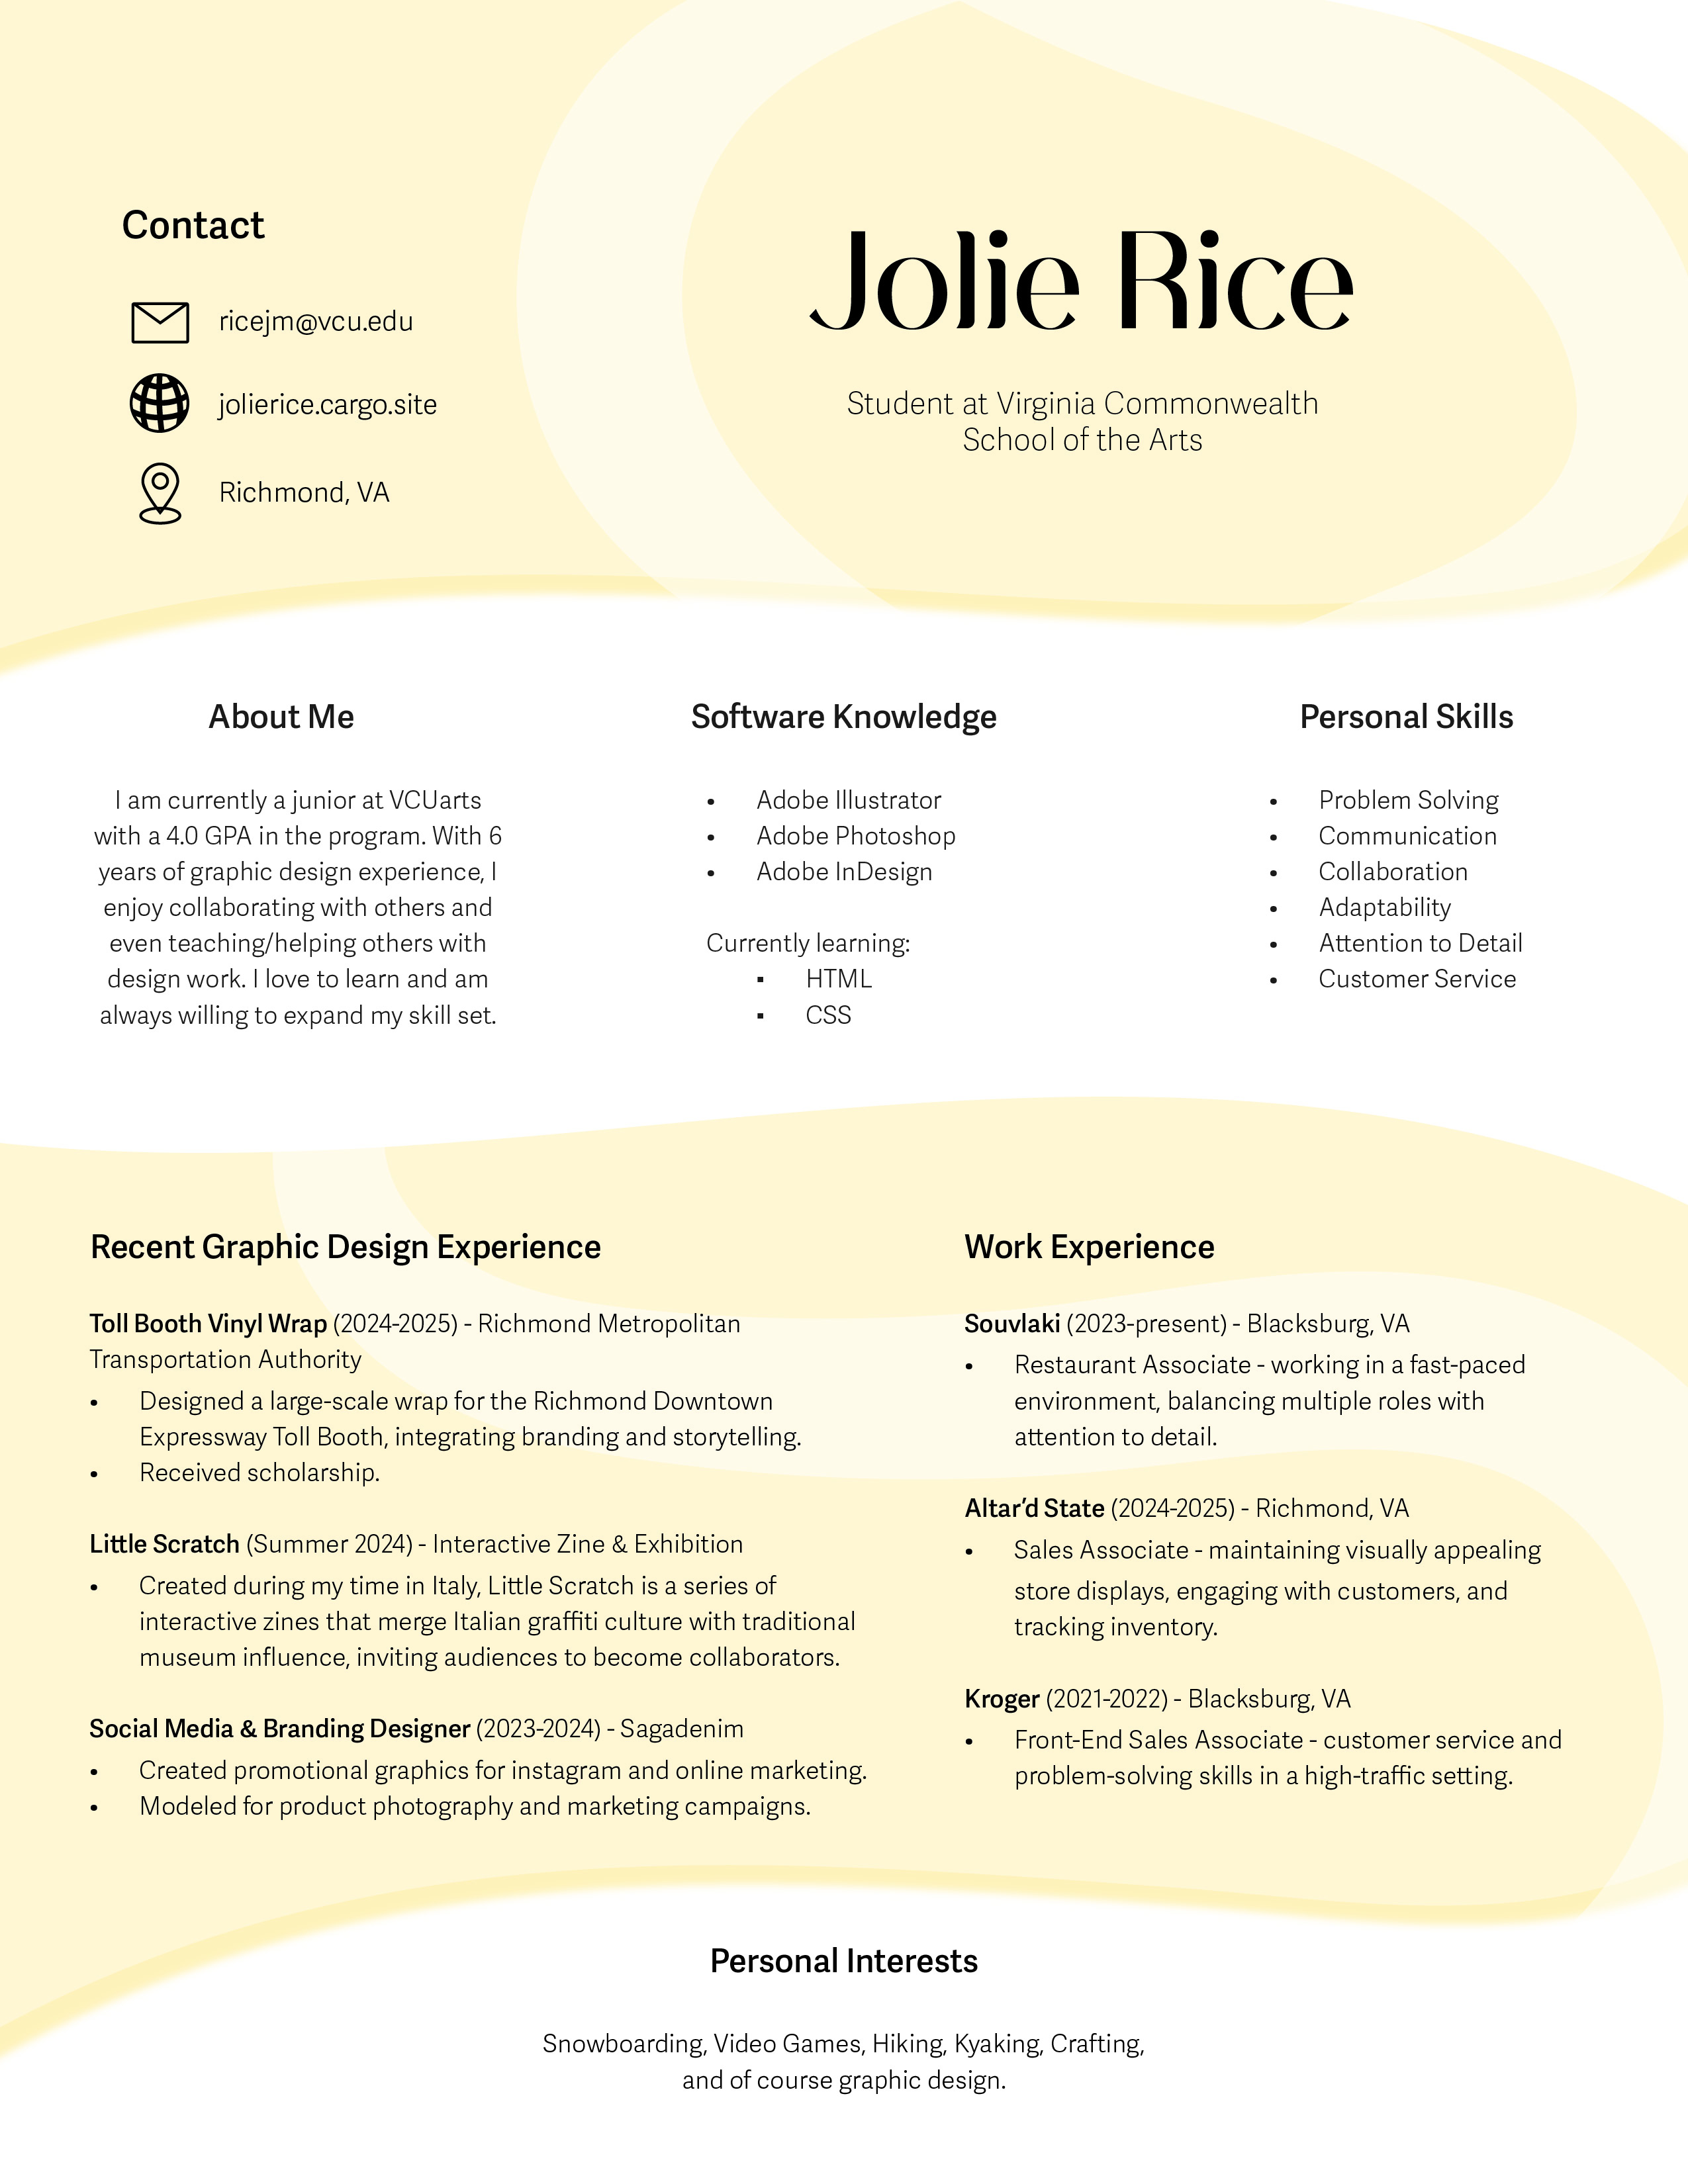 Contact
ricejm@vcu.edu
jolierice.cargo.site
Richmond, VA
Jolie Rice
Student at Virginia Commonwealth
School of the Arts
About Me
I am currently a junior at VCUarts
with a 4.0 GPA in the program. With 6
years of graphic design experience, I
enjoy collaborating with others and
even teaching/helping others with
design work. I love to learn and am
always willing to expand my skill set.
Software Knowledge
• Adobe Illustrator
• Adobe Photoshop
• Adobe InDesign
Currently learning:
▪ HTML
▪ CSS
Personal Skills
• Problem Solving
• Communication
• Collaboration
• Adaptability
• Attention to Detail
• Customer Service
Recent Graphic Design Experience
Toll Booth Vinyl Wrap (2024-2025) - Richmond Metropolitan
Transportation Authority
• Designed a large-scale wrap for the Richmond Downtown
Expressway Toll Booth, integrating branding and storytelling.
• Received scholarship.
Little Scratch (Summer 2024) - Interactive Zine & Exhibition
• Created during my time in Italy, Little Scratch is a series of
interactive zines that merge Italian graffiti culture with traditional
museum influence, inviting audiences to become collaborators.
Social Media & Branding Designer (2023-2024) - Sagadenim
• Created promotional graphics for instagram and online marketing.
• Modeled for product photography and marketing campaigns.
Work Experience
Souvlaki (2023-present) - Blacksburg, VA
• Restaurant Associate - working in a fast-paced
environment, balancing multiple roles with
attention to detail.
Altar’d State (2024-2025) - Richmond, VA
• Sales Associate - maintaining visually appealing
store displays, engaging with customers, and
tracking inventory.
Kroger (2021-2022) - Blacksburg, VA
• Front-End Sales Associate - customer service and
problem-solving skills in a high-traffic setting.
Personal Interests
Snowboarding, Video Games, Hiking, Kyaking, Crafting,
and of course graphic design.